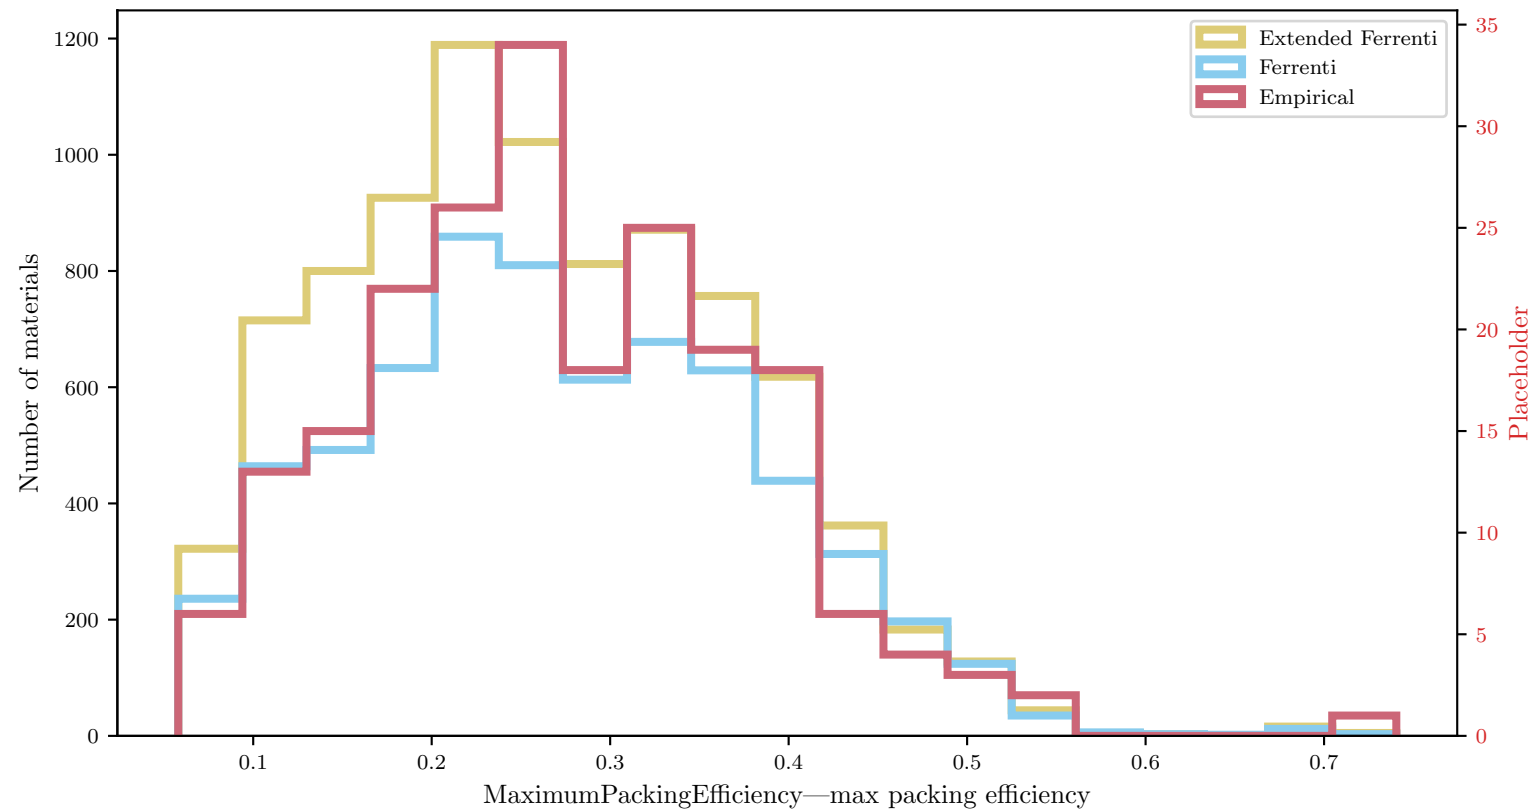 1200
1000
800
600
400
200
0
Number of materials
Extended Ferrenti
Ferrenti
Empirical
35
30
25
20
15
10
5
0
Placeholder
0.1 0.2 0.3 0.4 0.5 0.6 0.7
MaximumPackingEfficiency—max packing efficiency